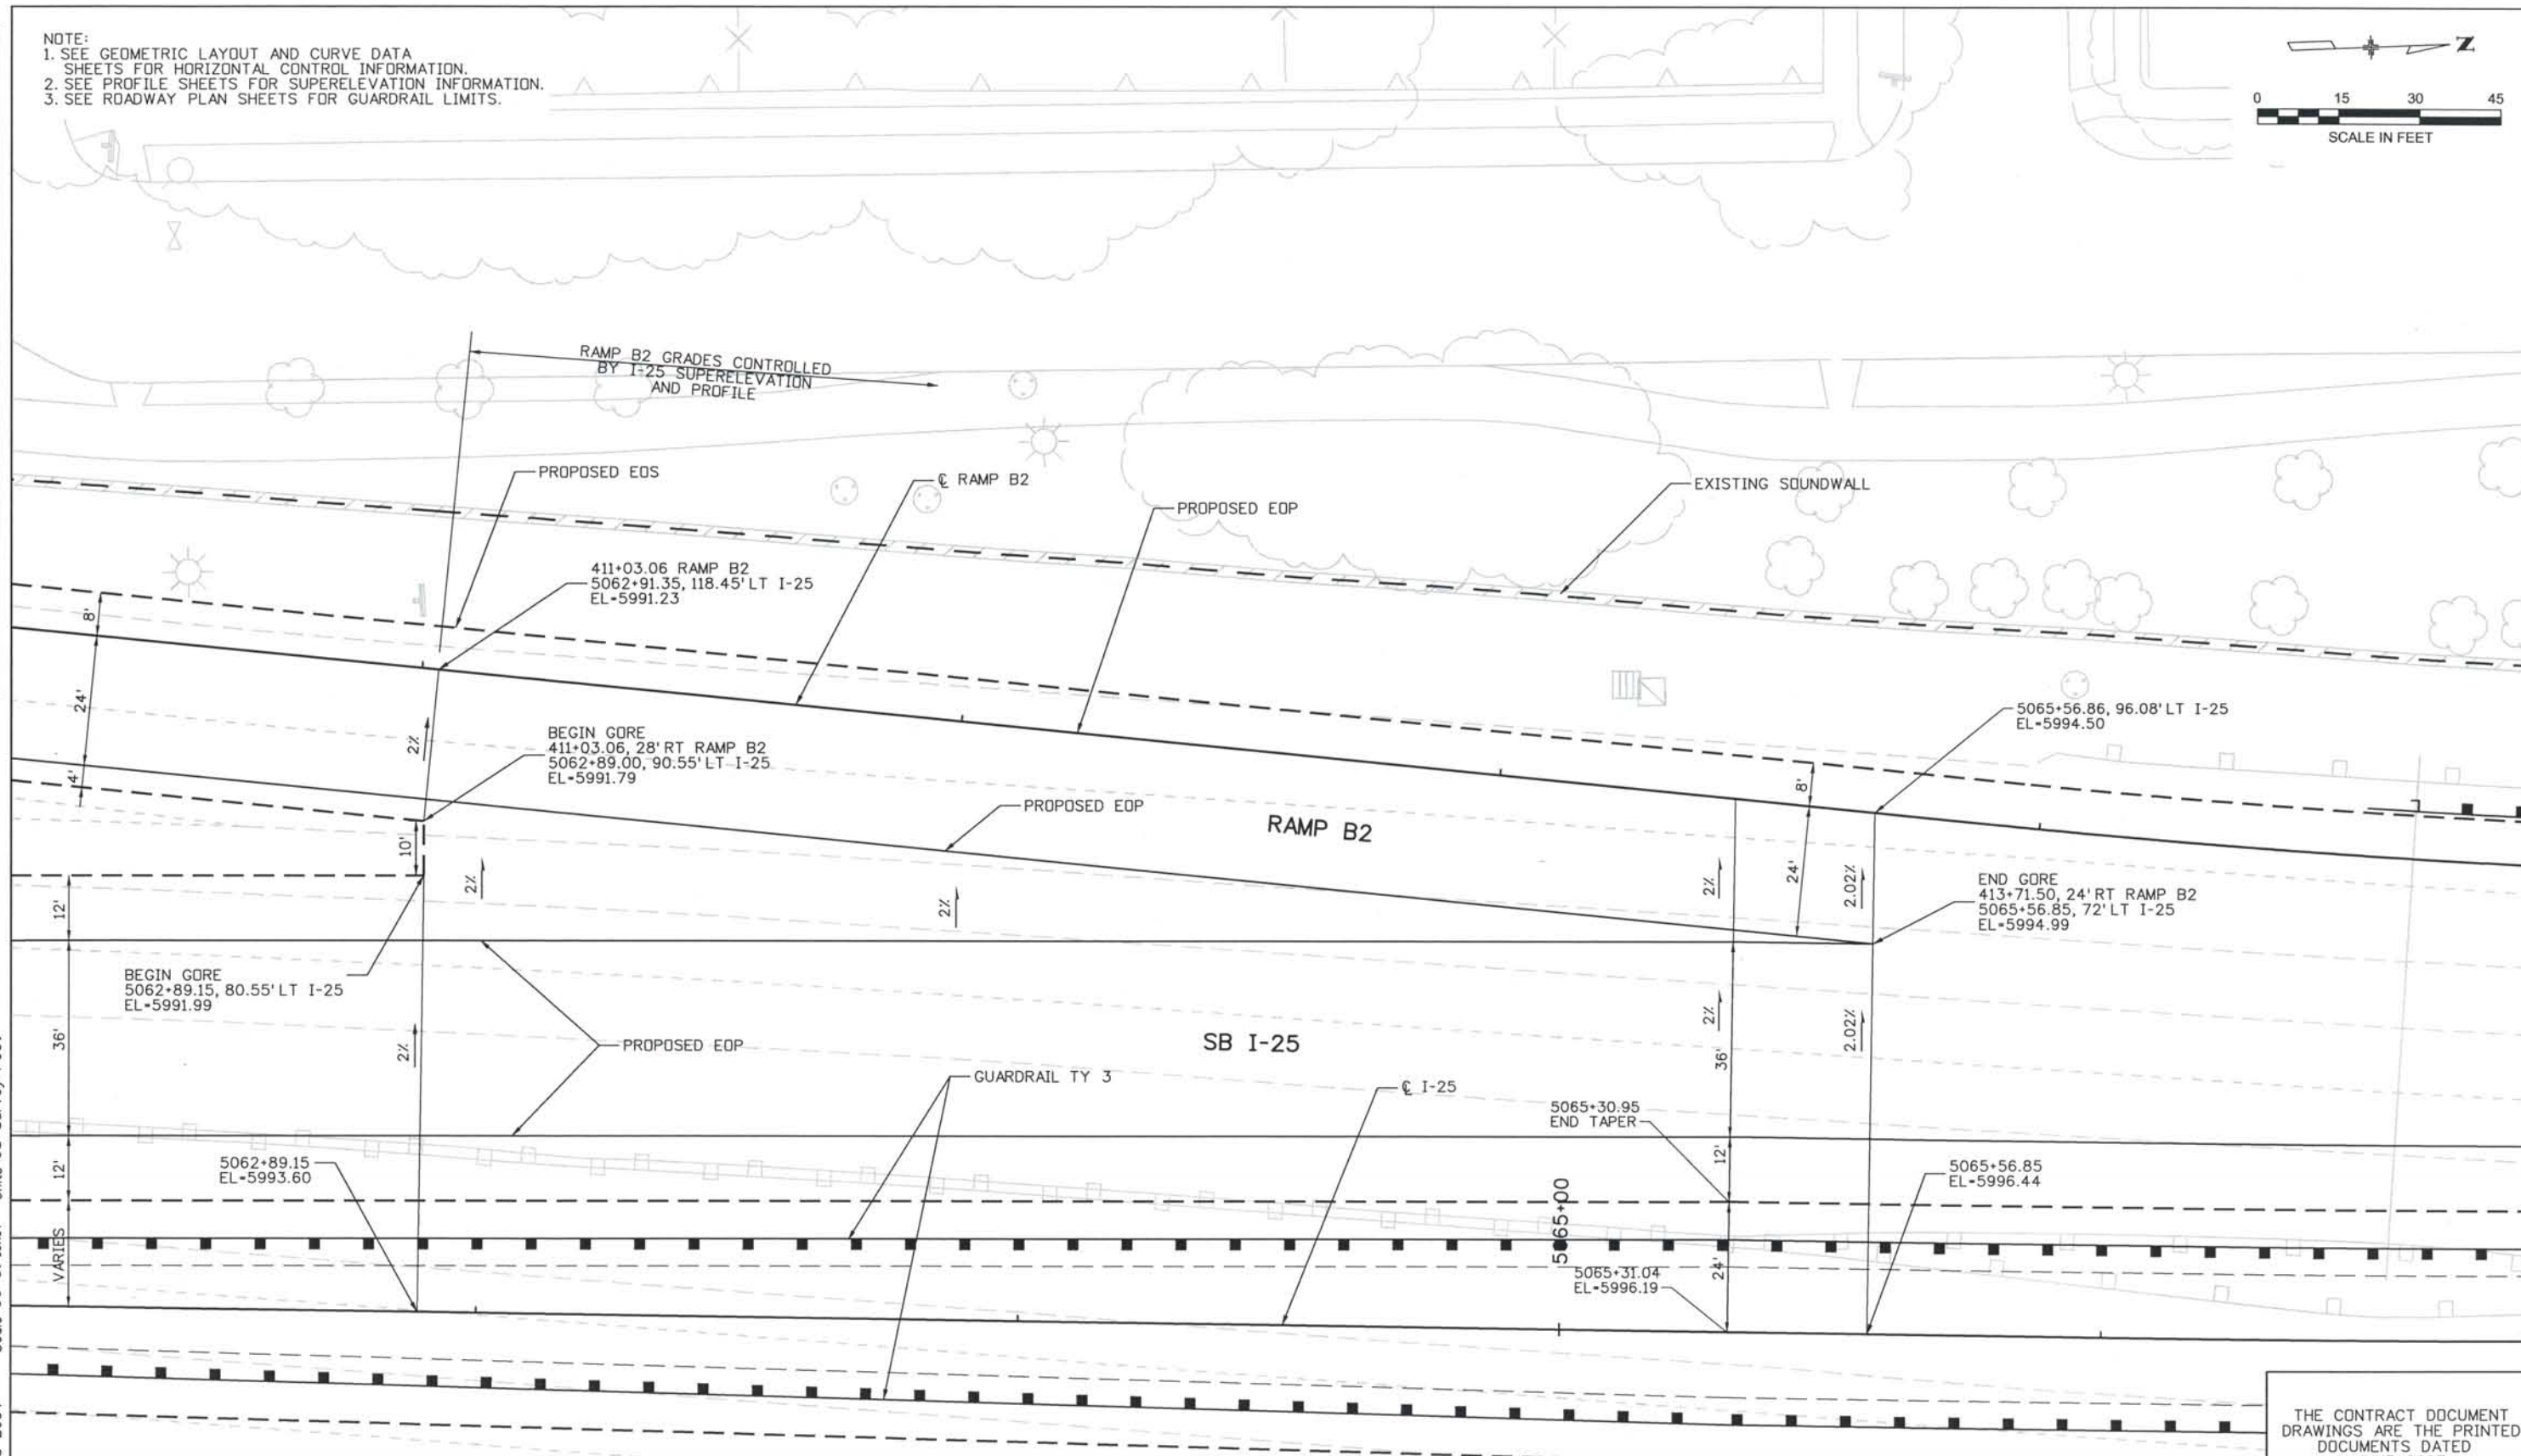 NOTE:
1. SEE GEOMETRIC LAYOUT AND CURVE DATA
SHEETS FOR HORIZONTAL CONTROL INFORMATION.
2. SEE PROFILE SHEETS FOR SUPERELEVATION INFORMATION.
3. SEE ROADWAY PLAN SHEETS FOR GUARDRAIL LIMITS.
Z
0 15 30 45
SCALE IN FEET
RAMP B2 GRADES CONTROLLED
BY I-25 SUPERELEVATION
AND PROFILE
PROPOSED EOS
℄ RAMP B2
PROPOSED EOP
EXISTING SOUNDWALL
411+03.06 RAMP B2
5062+91.35, 118.45' LT I-25
EL=5991.23
8'
24'
4'
2%
BEGIN GORE
411+03.06, 28' RT RAMP B2
5062+89.00, 90.55' LT I-25
EL=5991.79
5065+56.86, 96.08' LT I-25
EL=5994.50
8'
PROPOSED EOP
RAMP B2
10'
12'
2%
2%
2%
24'
2.02%
END GORE
413+71.50, 24' RT RAMP B2
5065+56.85, 72' LT I-25
EL=5994.99
BEGIN GORE
5062+89.15, 80.55' LT I-25
EL=5991.99
36'
2%
PROPOSED EOP
SB I-25
2%
36'
2.02%
GUARDRAIL TY 3
℄ I-25
5065+30.95
END TAPER
12'
5062+89.15
EL=5993.60
12'
5065+56.85
EL=5996.44
5065+00
VARIES
24'
5065+31.04
EL=5996.19
THE CONTRACT DOCUMENT
DRAWINGS ARE THE PRINTED
DOCUMENTS DATED